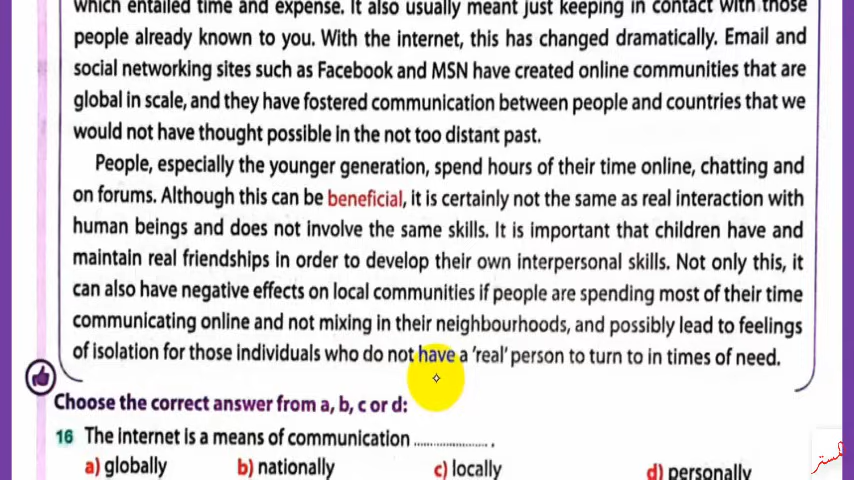 which entailed time and expense. It also usually meant just keeping in contact with those
people already known to you. With the internet, this has changed dramatically. Email and
social networking sites such as Facebook and MSN have created online communities that are
global in scale, and they have fostered communication between people and countries that we
would not have thought possible in the not too distant past.
People, especially the younger generation, spend hours of their time online, chatting and
on forums. Although this can be beneficial, it is certainly not the same as real interaction with
human beings and does not involve the same skills. It is important that children have and
maintain real friendships in order to develop their own interpersonal skills. Not only this, it
can also have negative effects on local communities if people are spending most of their time
communicating online and not mixing in their neighbourhoods, and possibly lead to feelings
of isolation for those individuals who do not have a 'real' person to turn to in times of need.
Choose the correct answer from a, b, c or d:
16 The internet is a means of communication .................... .
a) globally b) nationally c) locally d) personally